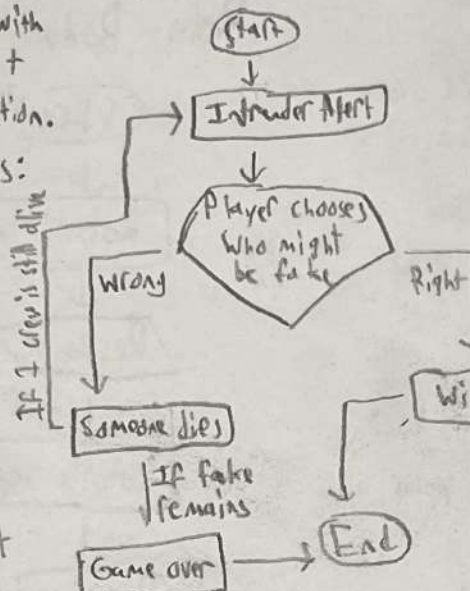 with
Start
+
Intruder Alert
tion.
s:
Player chooses
who might
be fake
Wrong
Right
If 1 crew is still alive
Wi
Someone dies
If fake
remains
t
End
Game over